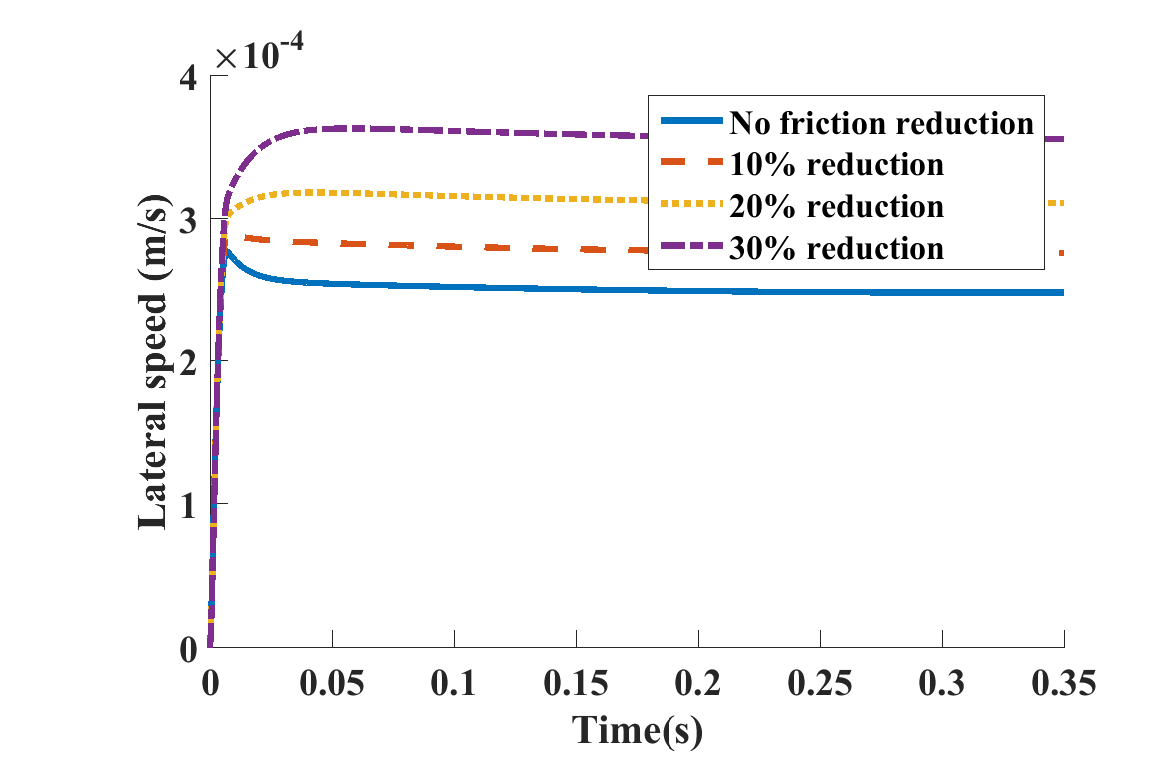 ×10-4
4
3
2
1
0
Lateral speed (m/s)
No friction reduction
10% reduction
20% reduction
30% reduction
0 0.05 0.1 0.15 0.2 0.25 0.3 0.35
Time(s)